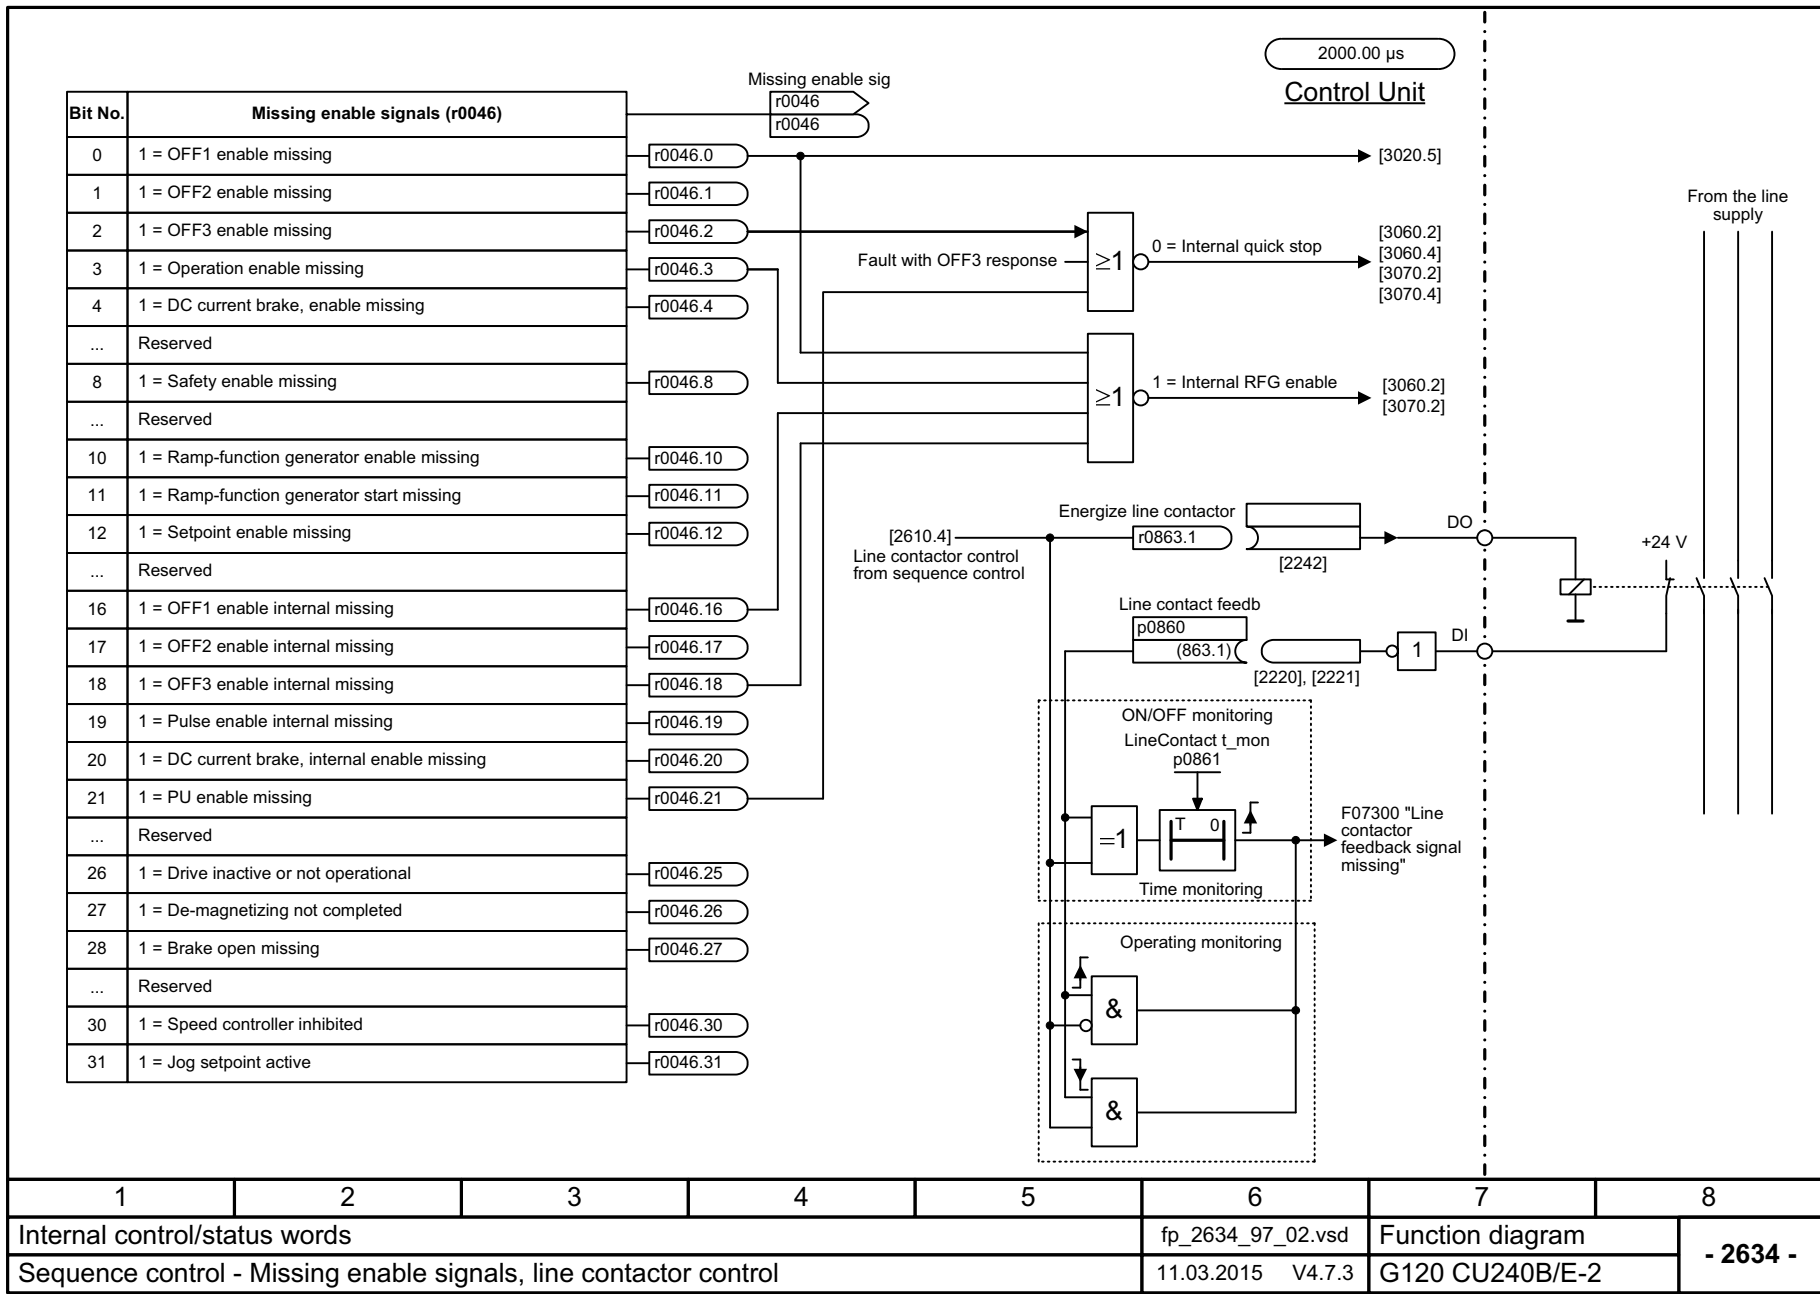 2000.00 µs
Control Unit
Missing enable sig
r0046
r0046
Bit No. Missing enable signals (r0046)
0 1 = OFF1 enable missing r0046.0 [3020.5]
1 1 = OFF2 enable missing r0046.1
2 1 = OFF3 enable missing r0046.2
3 1 = Operation enable missing r0046.3
4 1 = DC current brake, enable missing r0046.4
... Reserved
8 1 = Safety enable missing r0046.8
... Reserved
10 1 = Ramp-function generator enable missing r0046.10
11 1 = Ramp-function generator start missing r0046.11
12 1 = Setpoint enable missing r0046.12
... Reserved
16 1 = OFF1 enable internal missing r0046.16
17 1 = OFF2 enable internal missing r0046.17
18 1 = OFF3 enable internal missing r0046.18
19 1 = Pulse enable internal missing r0046.19
20 1 = DC current brake, internal enable missing r0046.20
21 1 = PU enable missing r0046.21
... Reserved
26 1 = Drive inactive or not operational r0046.25
27 1 = De-magnetizing not completed r0046.26
28 1 = Brake open missing r0046.27
... Reserved
30 1 = Speed controller inhibited r0046.30
31 1 = Jog setpoint active r0046.31
Fault with OFF3 response
≥1
0 = Internal quick stop
[3060.2]
[3060.4]
[3070.2]
[3070.4]
≥1
1 = Internal RFG enable
[3060.2]
[3070.2]
From the line
supply
Energize line contactor
[2610.4]
r0863.1
Line contactor control
from sequence control
[2242]
DO
+24 V
Line contact feedb
p0860
(863.1)
[2220], [2221]
1
DI
ON/OFF monitoring
LineContact t_mon
p0861
=1
T 0
Time monitoring
F07300 "Line
contactor
feedback signal
missing"
Operating monitoring
&
&
1 2 3 4 5 6 7 8
Internal control/status words
fp_2634_97_02.vsd
Function diagram
- 2634 -
Sequence control - Missing enable signals, line contactor control
11.03.2015 V4.7.3
G120 CU240B/E-2